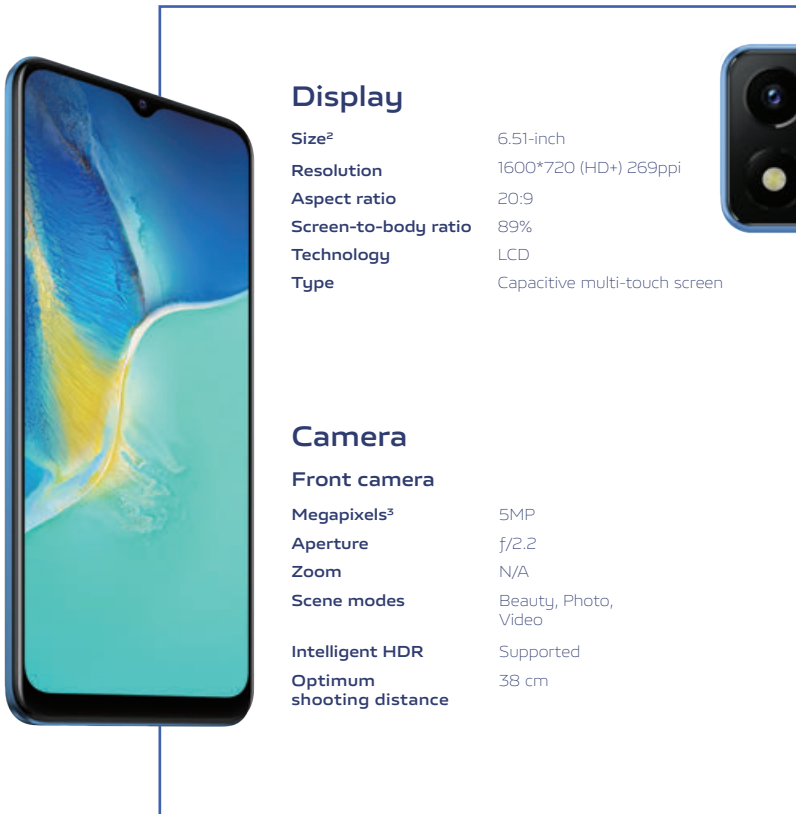 Display
Size² 6.51-inch
Resolution 1600*720 (HD+) 269ppi
Aspect ratio 20:9
Screen-to-body ratio 89%
Technology LCD
Type Capacitive multi-touch screen
Camera
Front camera
Megapixels³ 5MP
Aperture ƒ/2.2
Zoom N/A
Scene modes Beauty, Photo,
Video
Intelligent HDR Supported
Optimum 38 cm
shooting distance